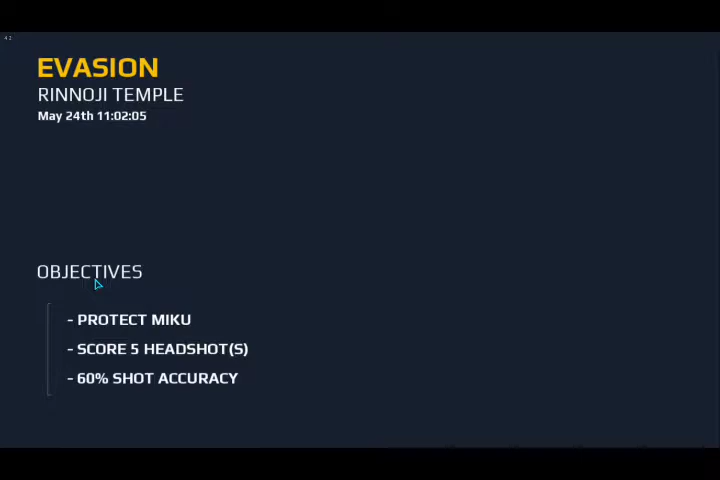 EVASION
RINNOJI TEMPLE
May 24th 11:02:05
OBJECTIVES
- PROTECT MIKU
- SCORE 5 HEADSHOT(S)
- 60% SHOT ACCURACY